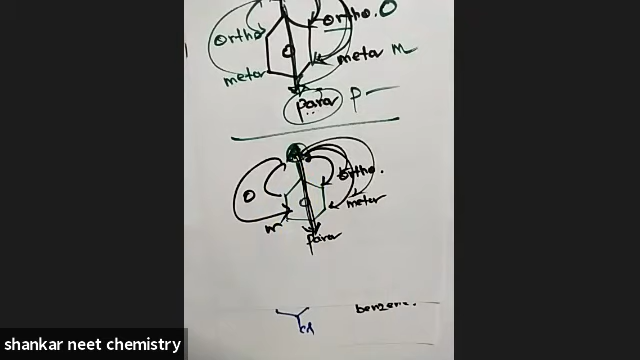 ortho. O
ortho
meta M
meta
para P
ortho.
O
meta
m
para
benzene.
shankar neet chemistry